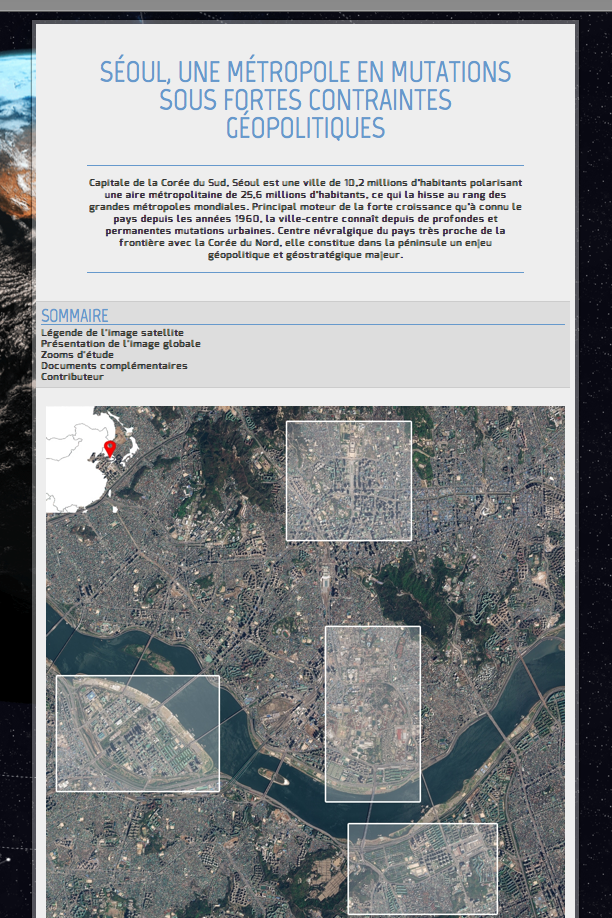 SÉOUL, UNE MÉTROPOLE EN MUTATIONS
SOUS FORTES CONTRAINTES
GÉOPOLITIQUES
Capitale de la Corée du Sud, Séoul est une ville de 10,2 millions d'habitants polarisant
une aire métropolitaine de 25,6 millions d'habitants, ce qui la hisse au rang des
grandes métropoles mondiales. Principal moteur de la forte croissance qu'à connu le
pays depuis les années 1960, la ville-centre connaît depuis de profondes et
permanentes mutations urbaines. Centre névralgique du pays très proche de la
frontière avec la Corée du Nord, elle constitue dans la péninsule un enjeu
géopolitique et géostratégique majeur.
SOMMAIRE
Légende de l'image satellite
Présentation de l'image globale
Zooms d'étude
Documents complémentaires
Contributeur